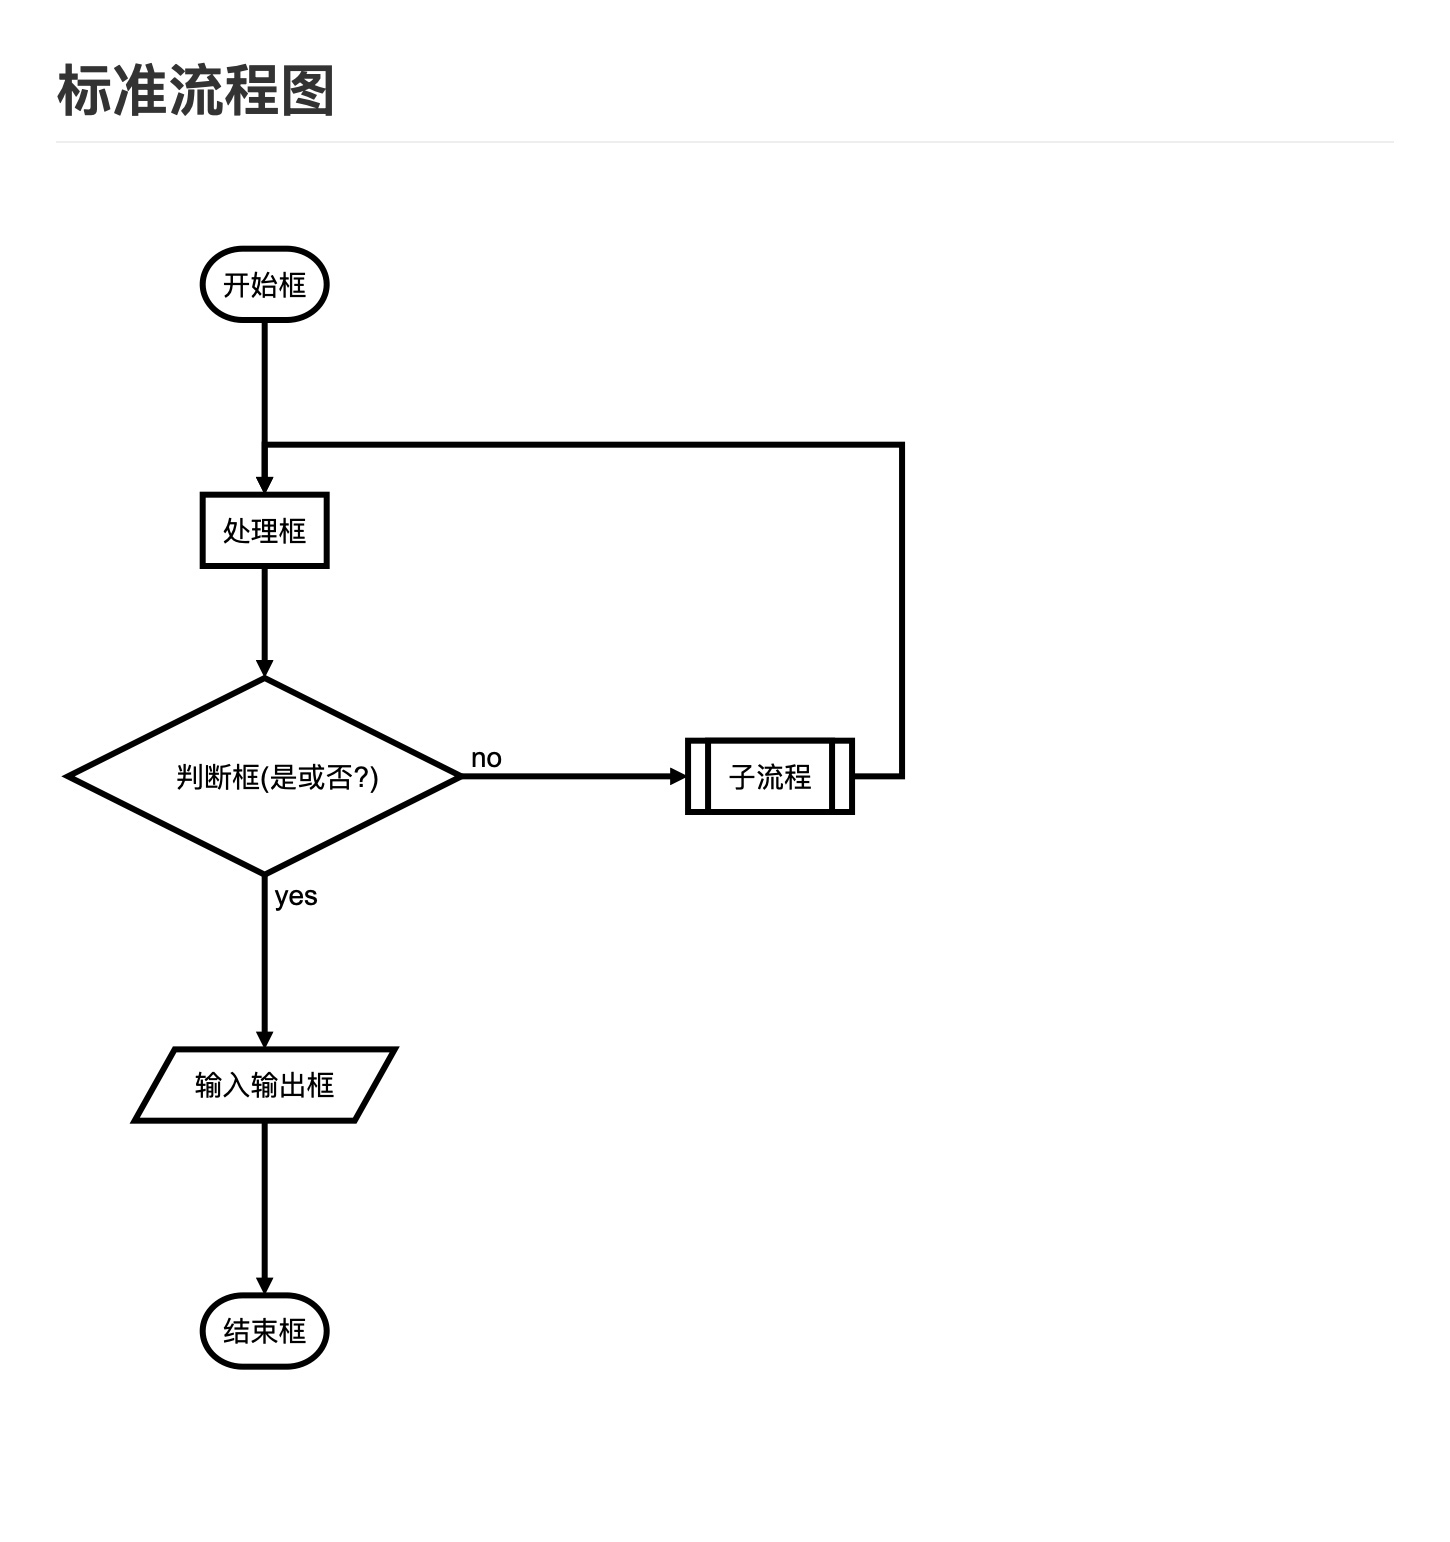 标准流程图
开始框
处理框
判断框(是或否?)
no
子流程
yes
输入输出框
结束框